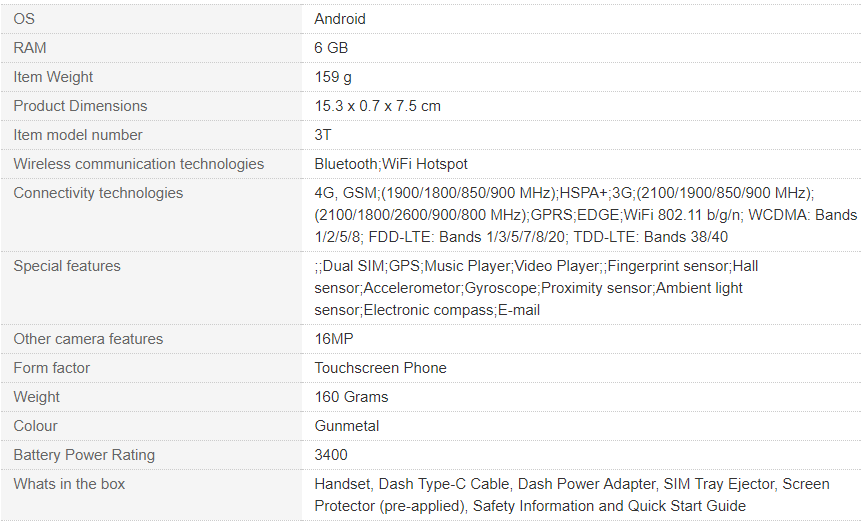 OS Android
RAM 6 GB
Item Weight 159 g
Product Dimensions 15.3 x 0.7 x 7.5 cm
Item model number 3T
Wireless communication technologies Bluetooth;WiFi Hotspot
Connectivity technologies 4G, GSM;(1900/1800/850/900 MHz);HSPA+;3G;(2100/1900/850/900 MHz);
(2100/1800/2600/900/800 MHz);GPRS;EDGE;WiFi 802.11 b/g/n; WCDMA: Bands
1/2/5/8; FDD-LTE: Bands 1/3/5/7/8/20; TDD-LTE: Bands 38/40
Special features ;;Dual SIM;GPS;Music Player;Video Player;;Fingerprint sensor;Hall
sensor;Accelerometor;Gyroscope;Proximity sensor;Ambient light
sensor;Electronic compass;E-mail
Other camera features 16MP
Form factor Touchscreen Phone
Weight 160 Grams
Colour Gunmetal
Battery Power Rating 3400
Whats in the box Handset, Dash Type-C Cable, Dash Power Adapter, SIM Tray Ejector, Screen
Protector (pre-applied), Safety Information and Quick Start Guide